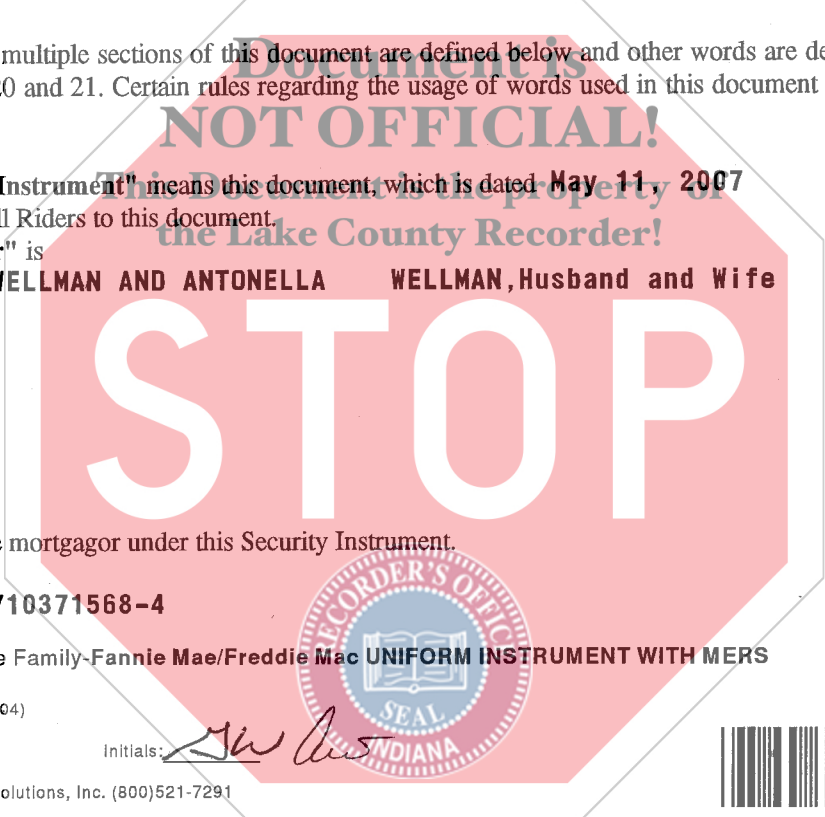 multiple sections of this document are defined below and other words are de
20 and 21. Certain rules regarding the usage of words used in this document
Document is
NOT OFFICIAL!
This Document is the property of
the Lake County Recorder!
Instrument" means this document, which is dated May 11, 2007
ll Riders to this document.
r" is
WELLMAN AND ANTONELLA WELLMAN,Husband and Wife
STOP
e mortgagor under this Security Instrument.
710371568-4
e Family-Fannie Mae/Freddie Mac UNIFORM INSTRUMENT WITH MERS
04)
Initials:
olutions, Inc. (800)521-7291
RECORDER'S OFFICE
SEAL
INDIANA